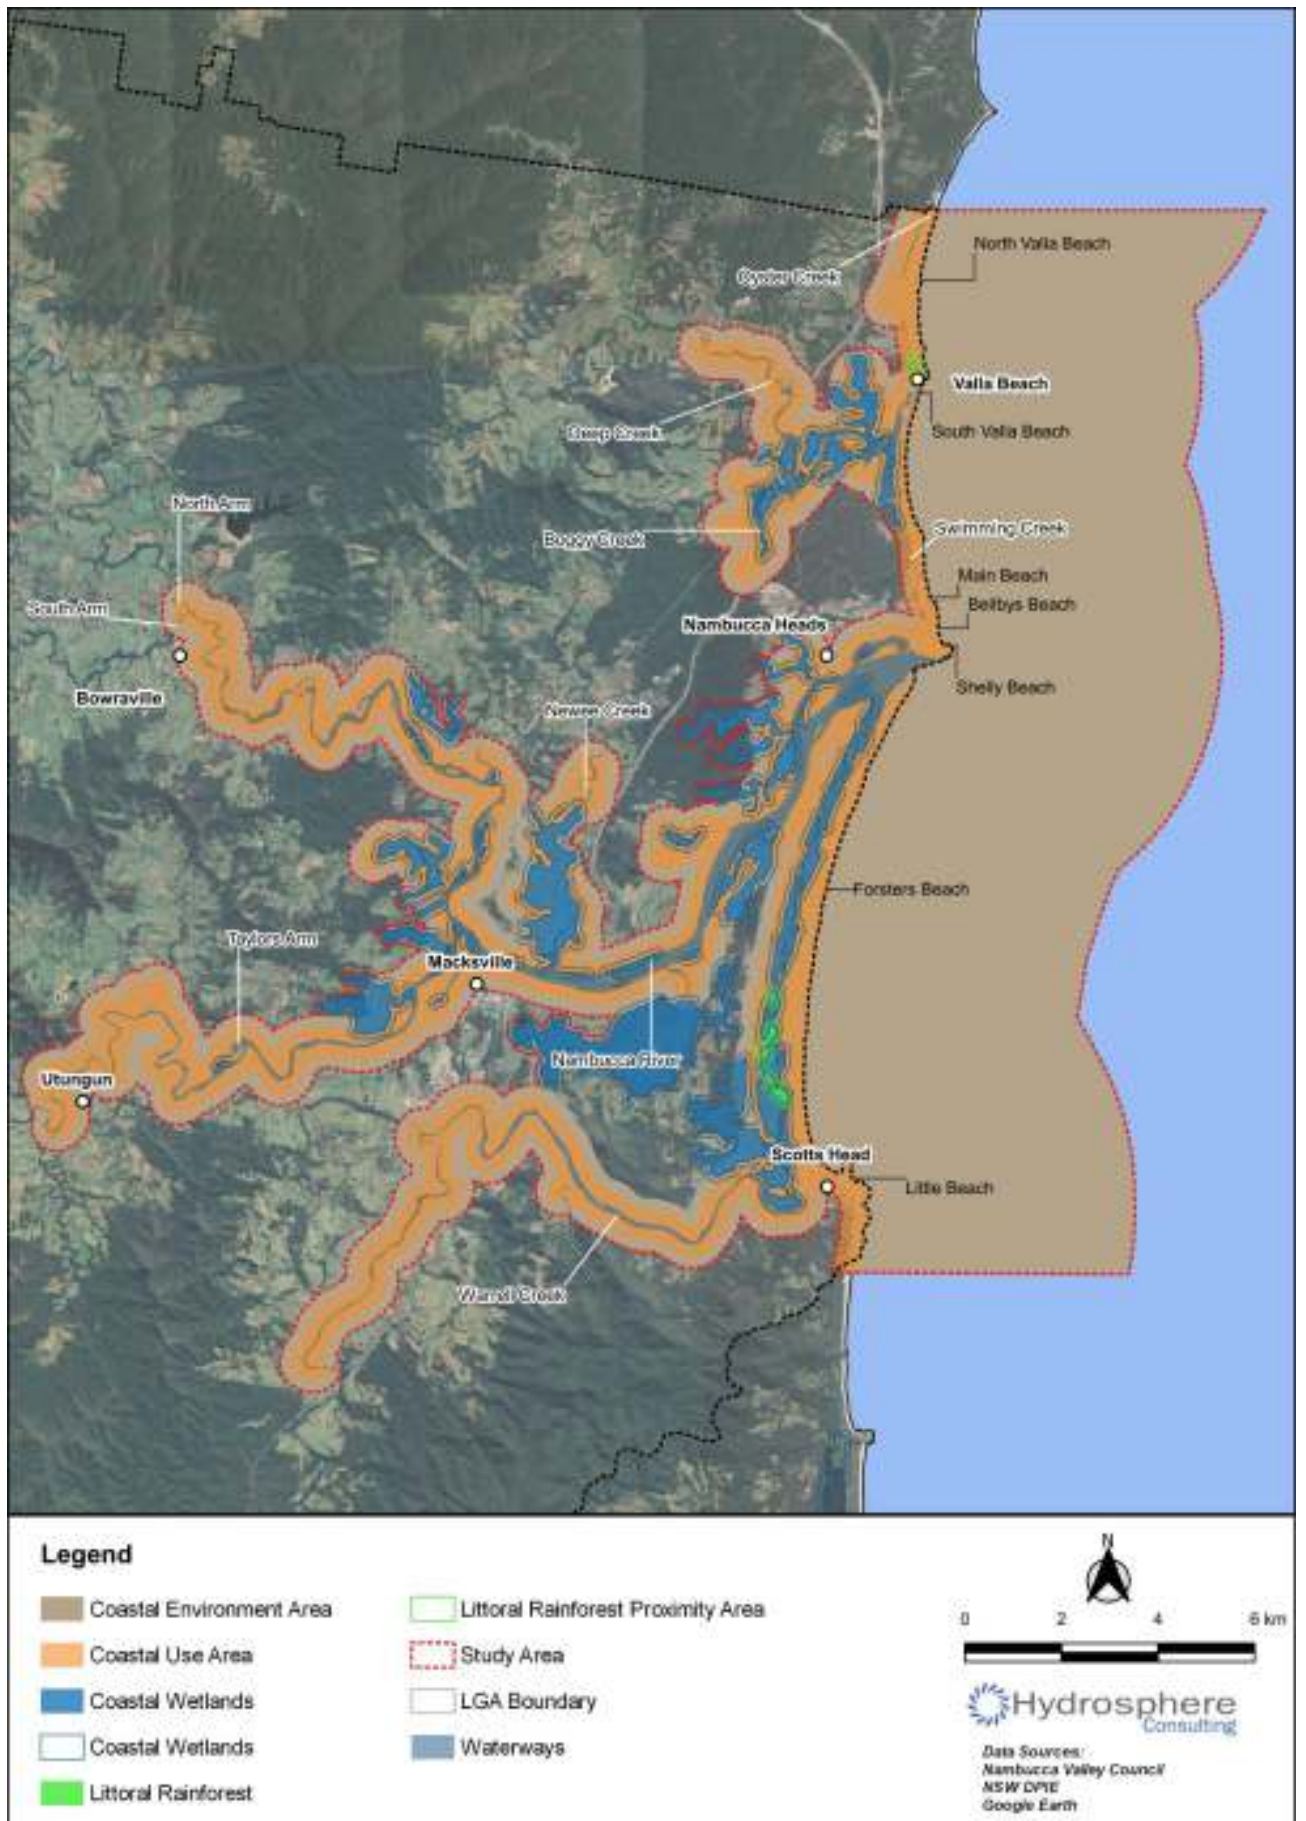 North Valla Beach
Oyster Creek
Valla Beach
South Valla Beach
Deep Creek
North Arm
Swimming Creek
Boggy Creek
Main Beach
Bellbys Beach
South Arm
Nambucca Heads
Shelly Beach
Bowraville
Newee Creek
Forsters Beach
Taylors Arm
Macksville
Nambucca River
Utungun
Scotts Head
Little Beach
Warrell Creek
Legend
Coastal Environment Area
Coastal Use Area
Coastal Wetlands
Coastal Wetlands
Littoral Rainforest
Littoral Rainforest Proximity Area
Study Area
LGA Boundary
Waterways
N
0 2 4 6 km
Hydrosphere
Consulting
Data Sources:
Nambucca Valley Council
NSW DPIE
Google Earth